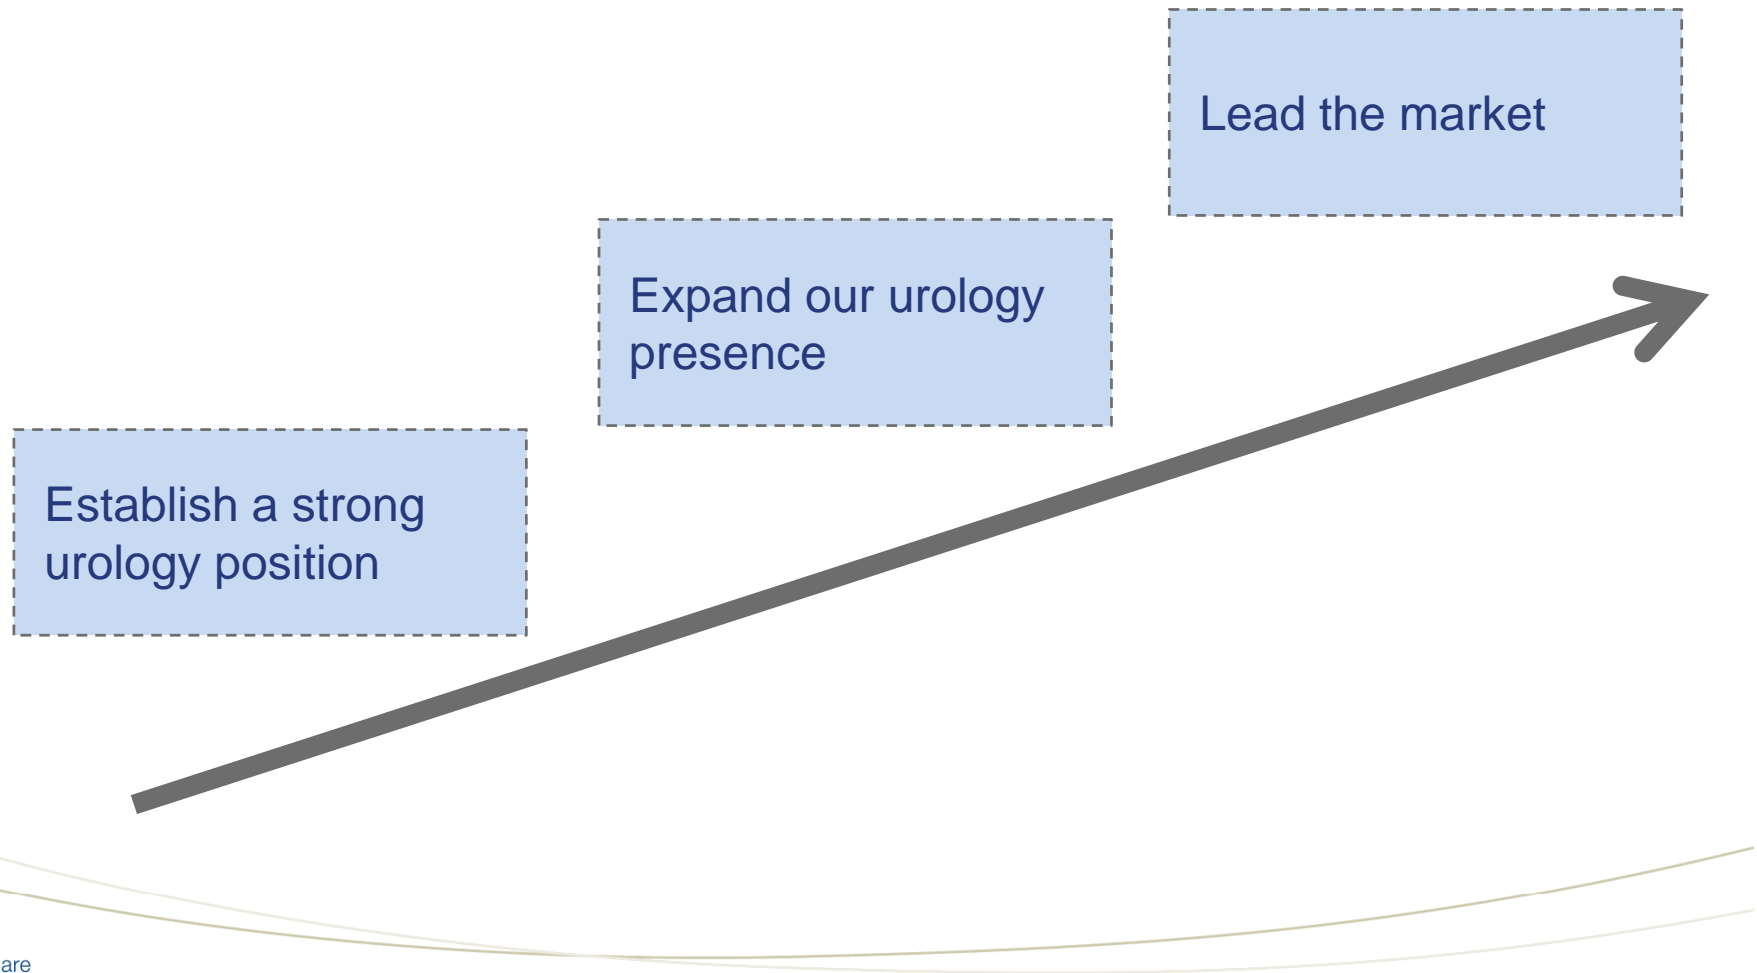 Lead the market
Expand our urology
presence
Establish a strong
urology position
are